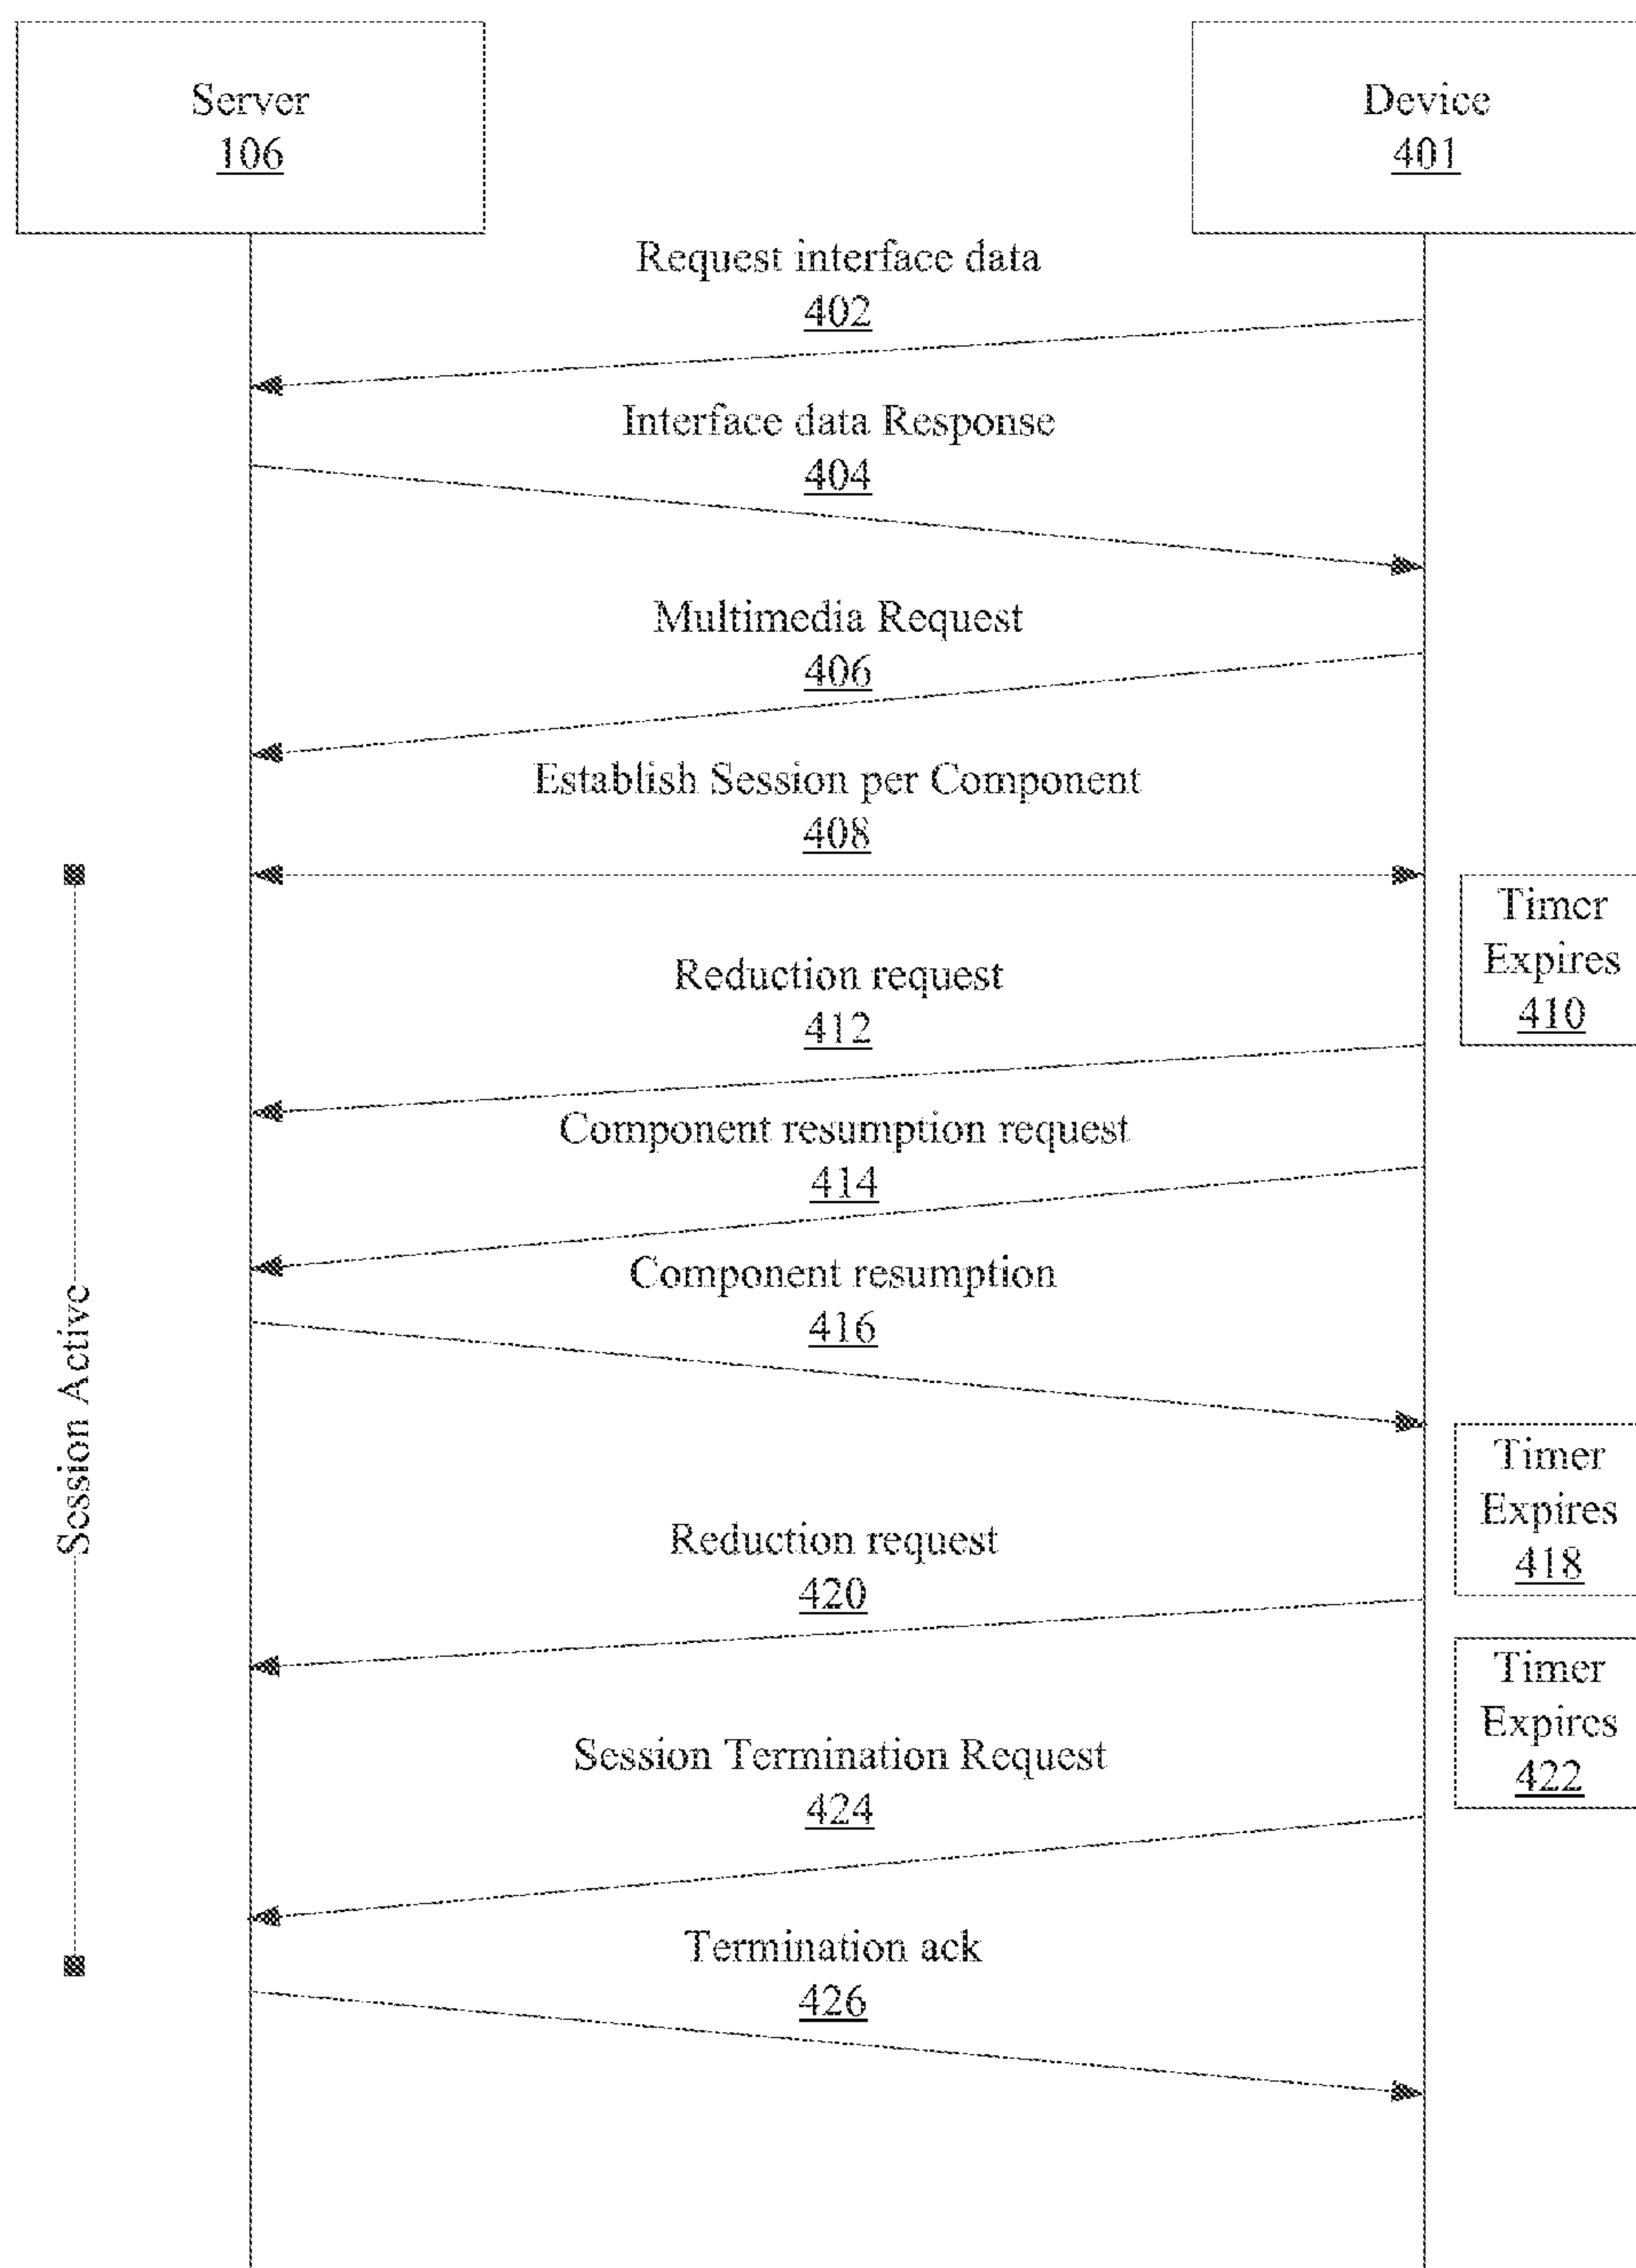 Server
106
Device
401
Request interface data
402
Interface data Response
404
Multimedia Request
406
Establish Session per Component
408
Timer
Expires
410
Reduction request
412
Component resumption request
414
Component resumption
416
Session Active
Timer
Expires
418
Reduction request
420
Timer
Expires
422
Session Termination Request
424
Termination ack
426